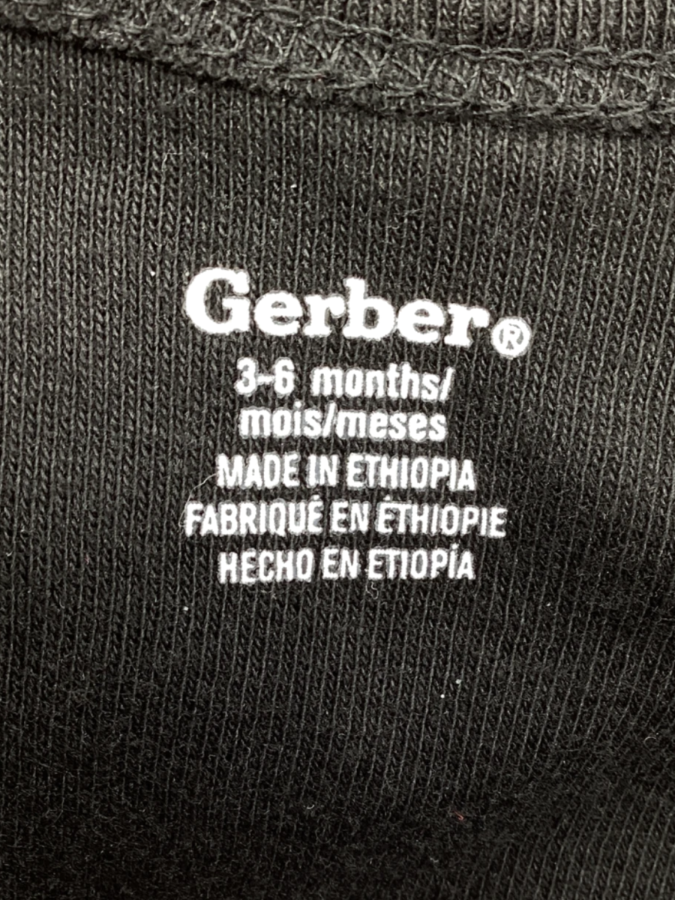 Gerber®
3-6 months/
mois/meses
MADE IN ETHIOPIA
FABRIQUÉ EN ÉTHIOPIE
HECHO EN ETIOPÍA